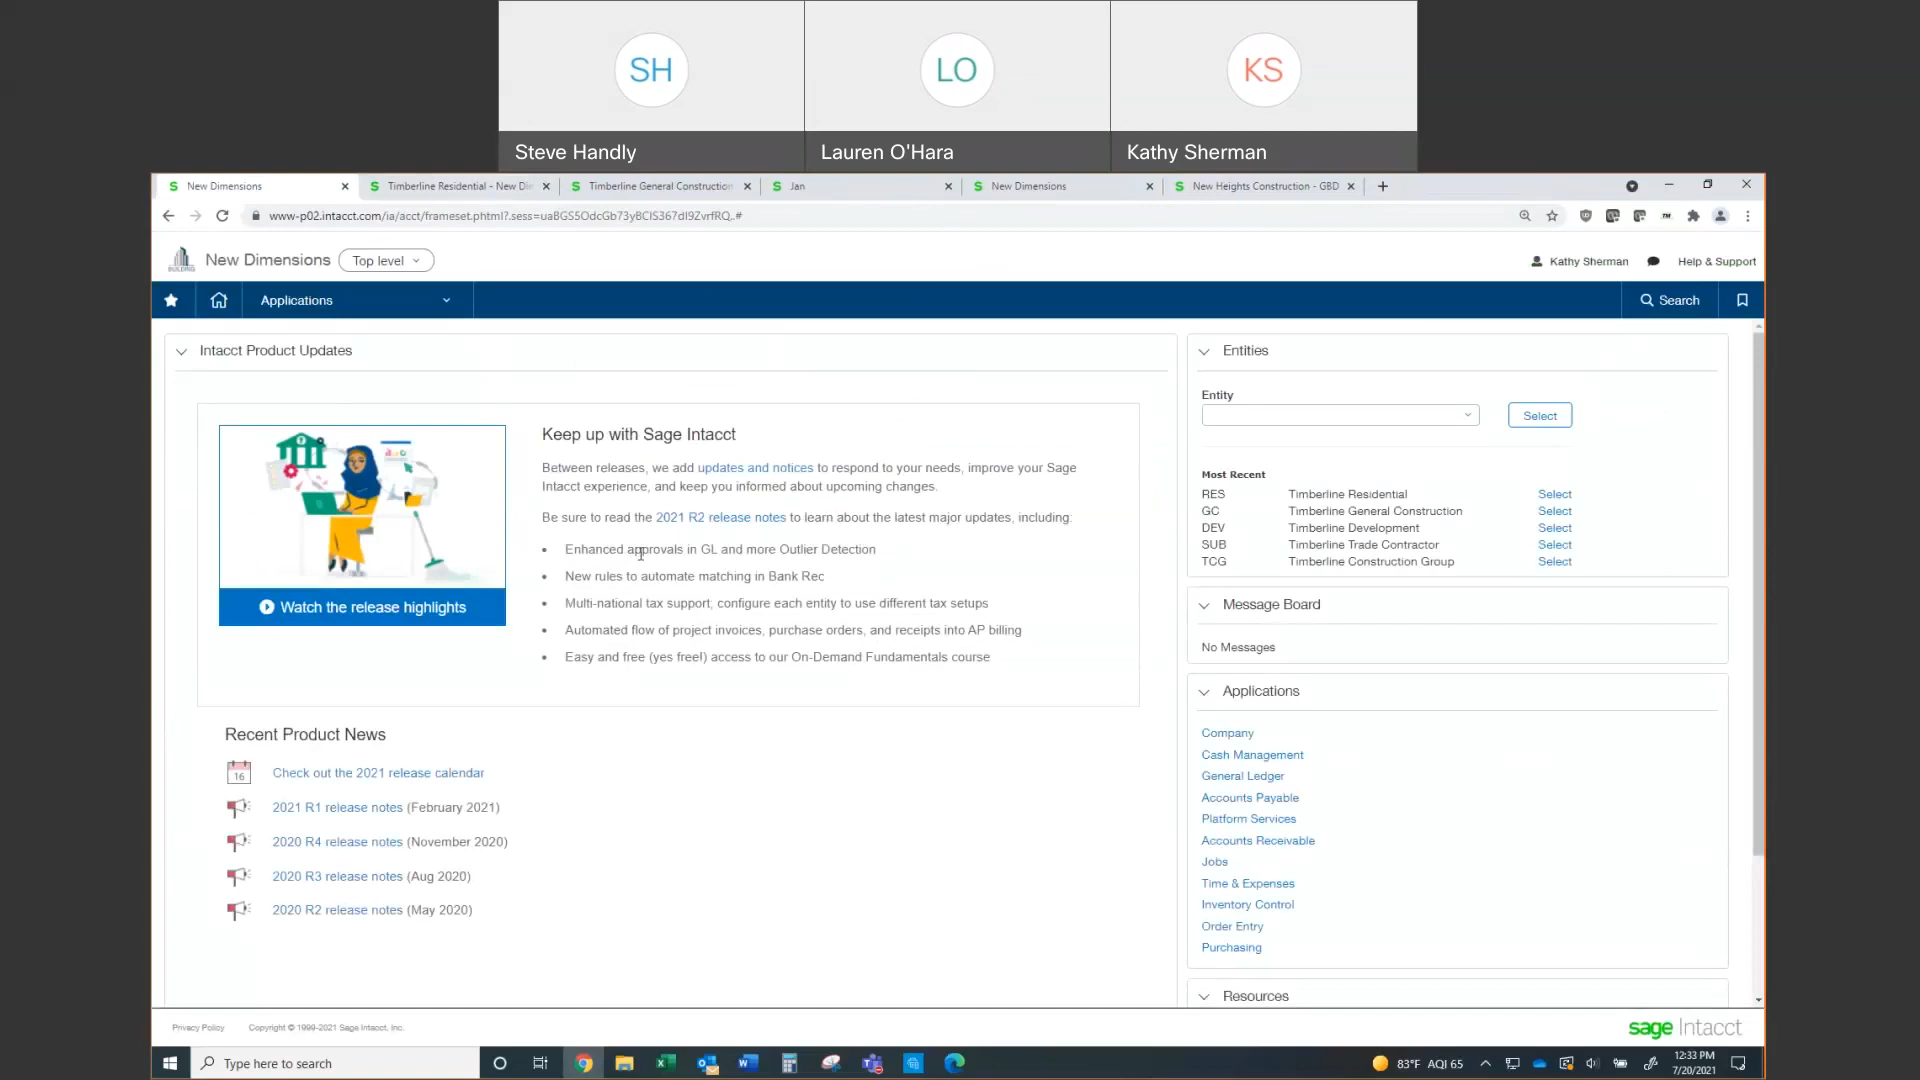 SH
LO
KS
Steve Handly
Lauren O'Hara
Kathy Sherman
New Dimensions
Timberline Residential - New Di
Timberline General Construction
Jan
New Dimensions
New Heights Construction - GBD
www-p02.intacct.com/ia/acct/frameset.phtml?.sess=uaBGS5OdcGb73yBCIS367dI9ZvrfRQ..#
BUILDING
New Dimensions
Top level
Kathy Sherman
Help & Support
Applications
Search
Intacct Product Updates
Keep up with Sage Intacct
Between releases, we add updates and notices to respond to your needs, improve your Sage
Intacct experience, and keep you informed about upcoming changes.
Be sure to read the 2021 R2 release notes to learn about the latest major updates, including:
• Enhanced approvals in GL and more Outlier Detection
• New rules to automate matching in Bank Rec
• Multi-national tax support; configure each entity to use different tax setups
• Automated flow of project invoices, purchase orders, and receipts into AP billing
• Easy and free (yes free!) access to our On-Demand Fundamentals course
Watch the release highlights
Recent Product News
16
Check out the 2021 release calendar
2021 R1 release notes (February 2021)
2020 R4 release notes (November 2020)
2020 R3 release notes (Aug 2020)
2020 R2 release notes (May 2020)
Entities
Entity
Select
Most Recent
RES Timberline Residential Select
GC Timberline General Construction Select
DEV Timberline Development Select
SUB Timberline Trade Contractor Select
TCG Timberline Construction Group Select
Message Board
No Messages
Applications
Company
Cash Management
General Ledger
Accounts Payable
Platform Services
Accounts Receivable
Jobs
Time & Expenses
Inventory Control
Order Entry
Purchasing
Resources
Privacy Policy
Copyright © 1999-2021 Sage Intacct, Inc.
sage Intacct
Type here to search
83°F AQI 65
12:33 PM
7/20/2021